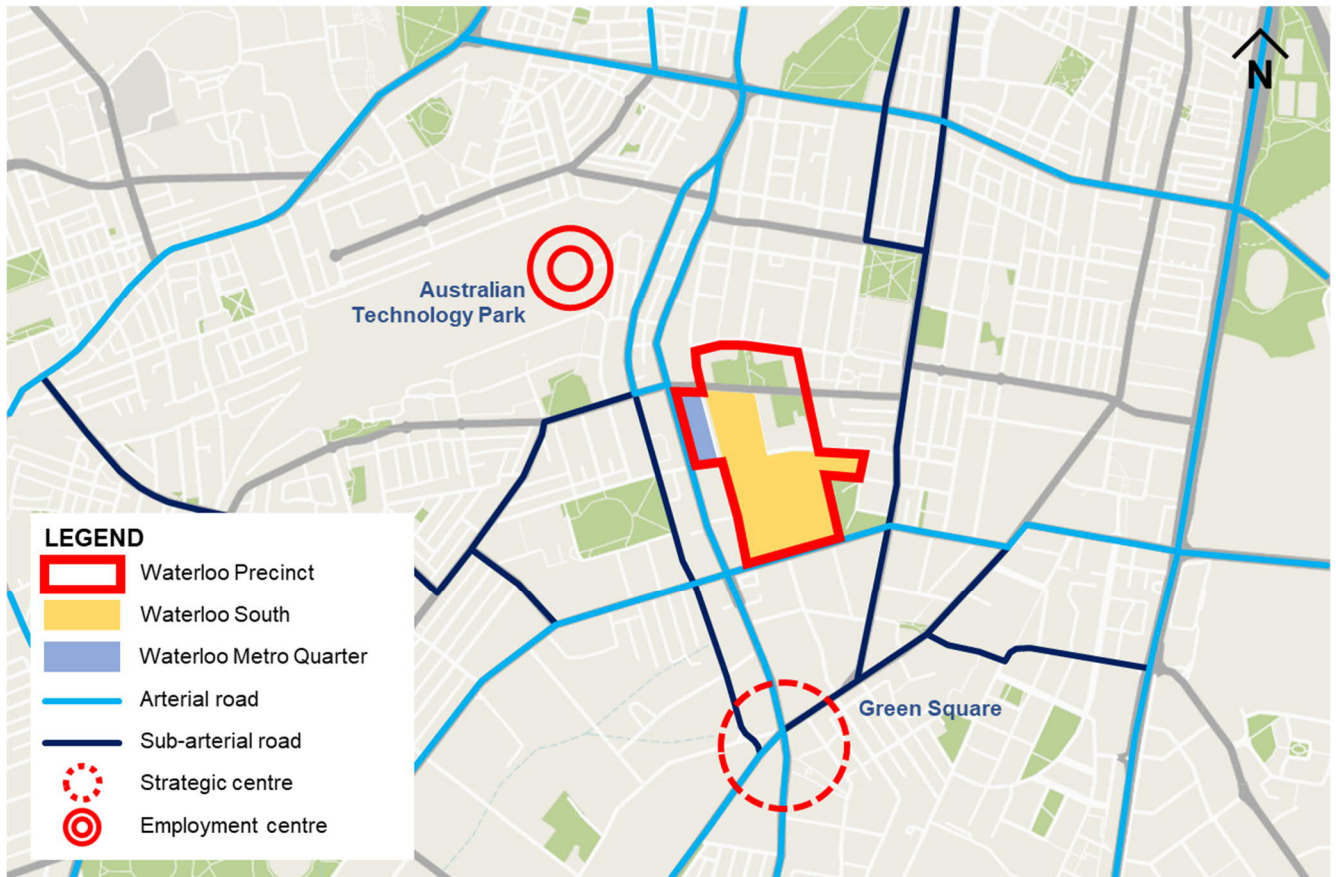 N
Australian
Technology Park
Green Square
LEGEND
Waterloo Precinct
Waterloo South
Waterloo Metro Quarter
Arterial road
Sub-arterial road
Strategic centre
Employment centre